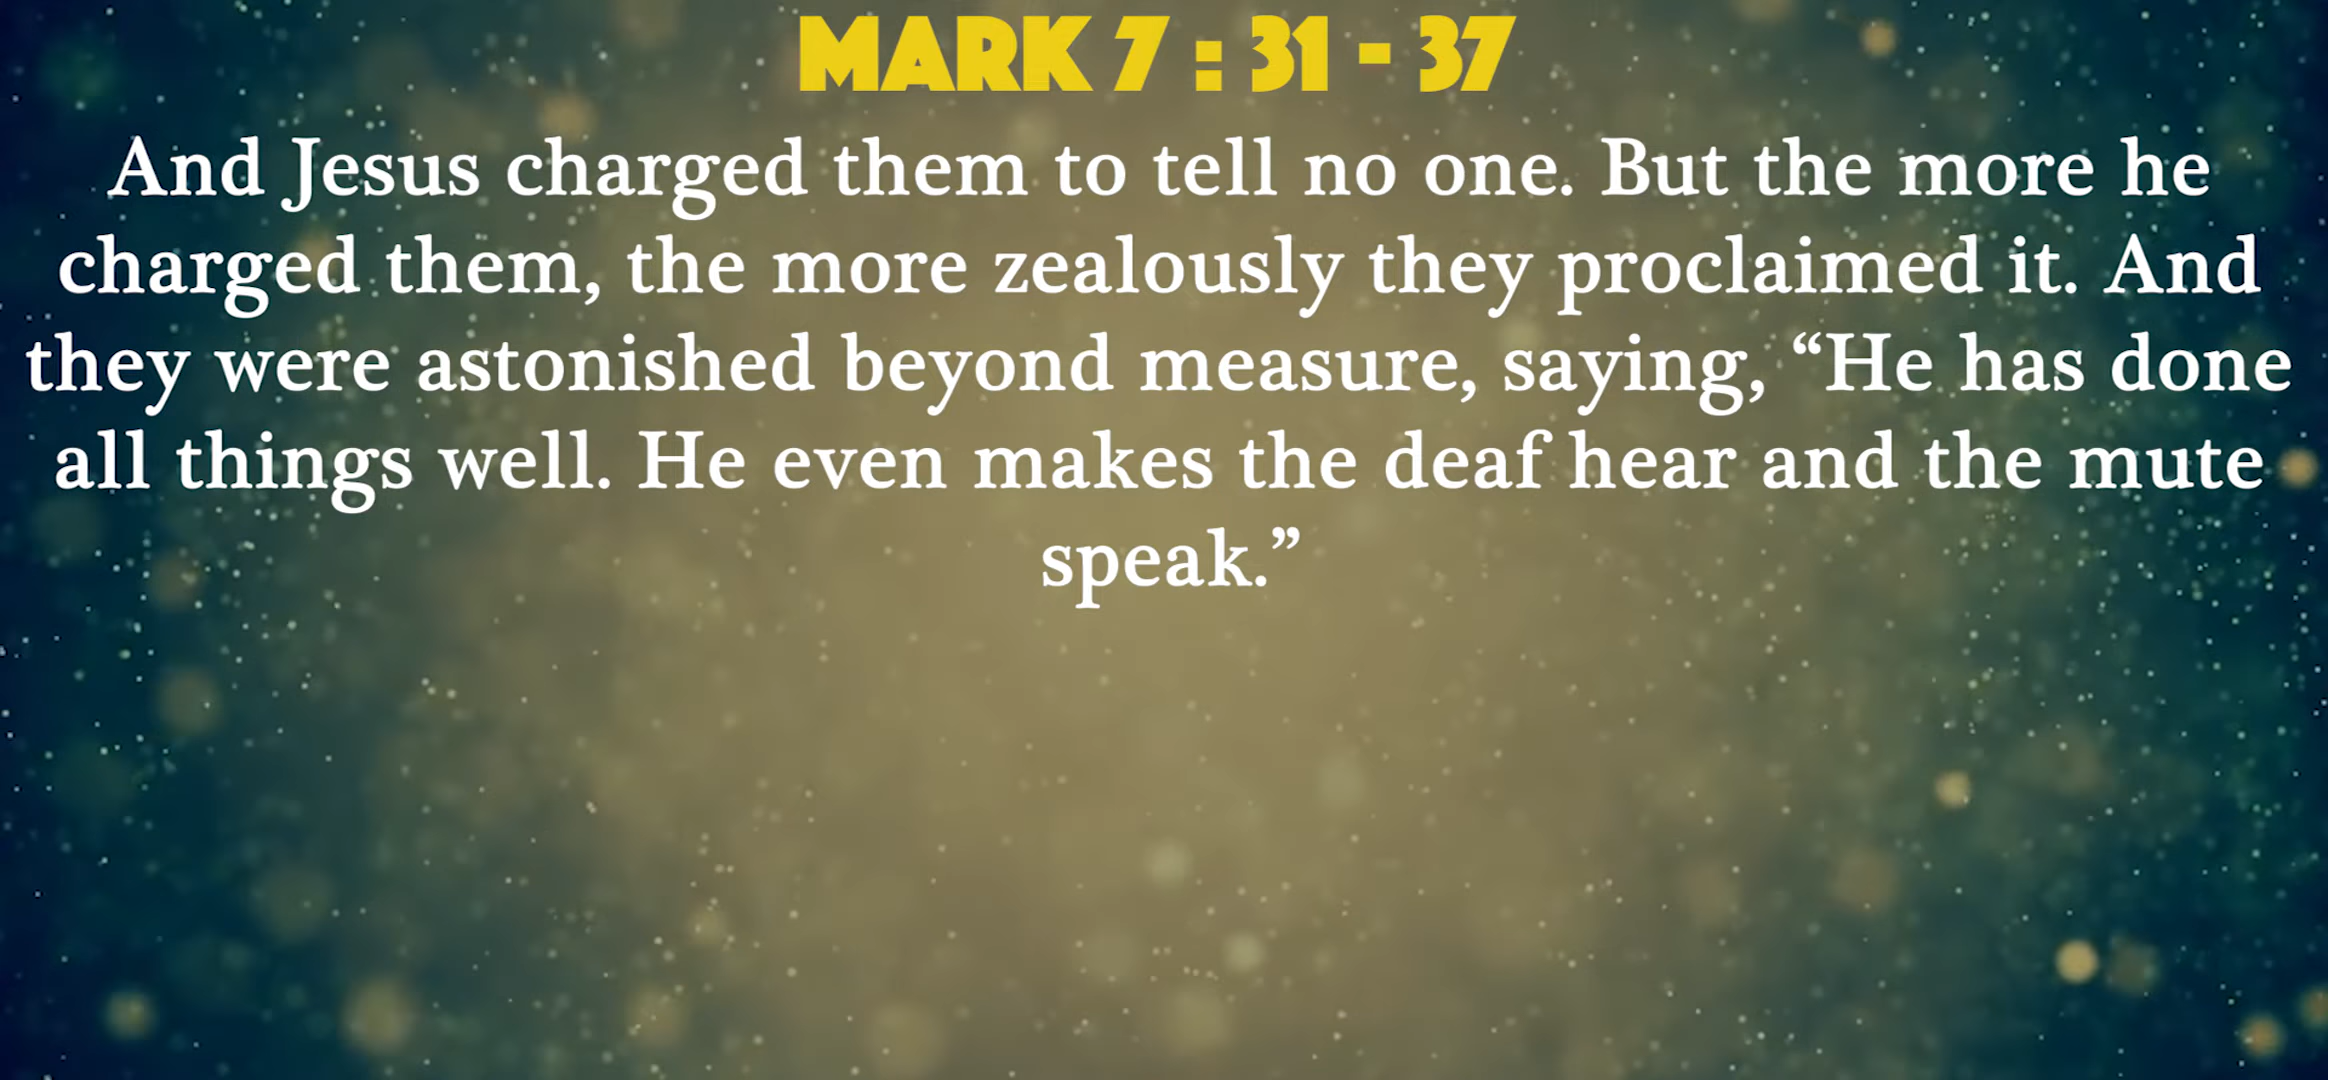 MARK 7 : 31 - 37
And Jesus charged them to tell no one. But the more he
charged them, the more zealously they proclaimed it. And
they were astonished beyond measure, saying, “He has done
all things well. He even makes the deaf hear and the mute
speak.”